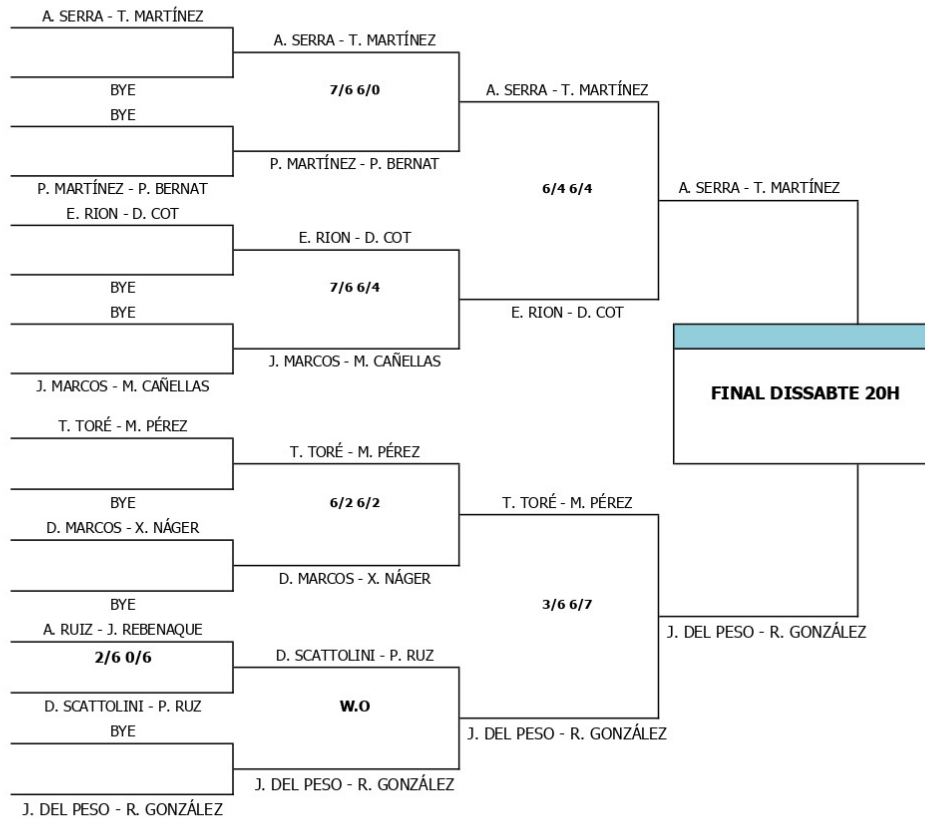 A. SERRA - T. MARTÍNEZ
BYE
BYE
P. MARTÍNEZ - P. BERNAT
E. RION - D. COT
BYE
BYE
J. MARCOS - M. CAÑELLAS
T. TORÉ - M. PÉREZ
BYE
D. MARCOS - X. NÁGER
BYE
A. RUIZ - J. REBENAQUE
2/6 0/6
D. SCATTOLINI - P. RUZ
BYE
J. DEL PESO - R. GONZÁLEZ
A. SERRA - T. MARTÍNEZ
7/6 6/0
P. MARTÍNEZ - P. BERNAT
E. RION - D. COT
7/6 6/4
J. MARCOS - M. CAÑELLAS
T. TORÉ - M. PÉREZ
6/2 6/2
D. MARCOS - X. NÁGER
D. SCATTOLINI - P. RUZ
W.O
J. DEL PESO - R. GONZÁLEZ
A. SERRA - T. MARTÍNEZ
6/4 6/4
E. RION - D. COT
T. TORÉ - M. PÉREZ
3/6 6/7
J. DEL PESO - R. GONZÁLEZ
A. SERRA - T. MARTÍNEZ
FINAL DISSABTE 20H
J. DEL PESO - R. GONZÁLEZ